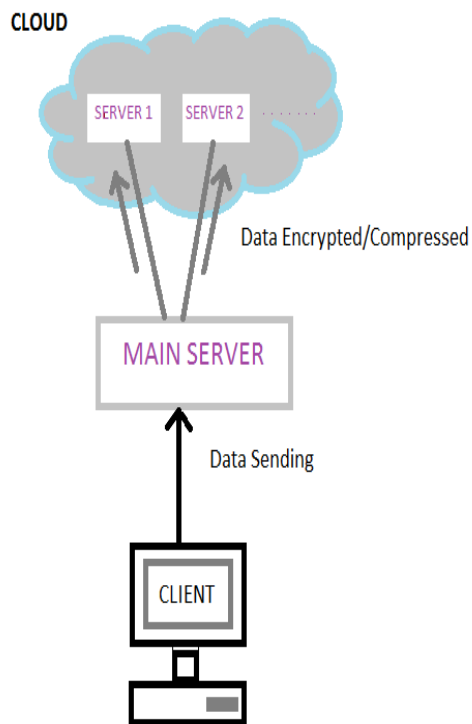 CLOUD
SERVER 1
SERVER 2 .......
Data Encrypted/Compressed
MAIN SERVER
Data Sending
CLIENT